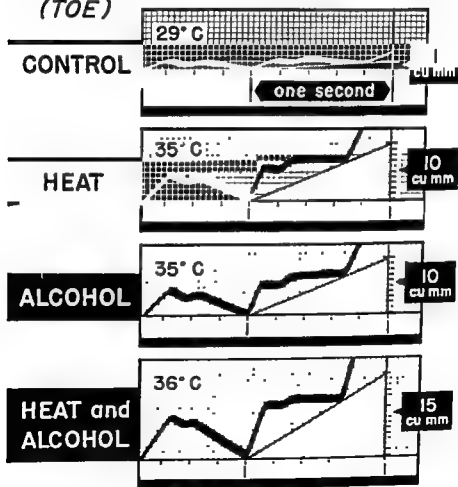 (TOE)
29°C
CONTROL
1
cu mm
one second
35°C
HEAT
10
cu mm
35°C
ALCOHOL
10
cu mm
36°C
HEAT and
ALCOHOL
15
cu mm